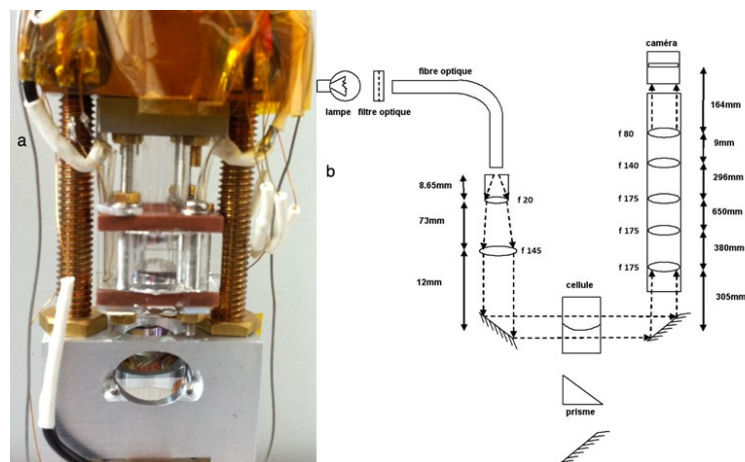 a
b
lampe
filtre optique
fibre optique
caméra
8.65mm
73mm
12mm
f 20
f 145
cellule
prisme
f 80
f 140
f 175
f 175
f 175
164mm
9mm
296mm
650mm
380mm
305mm